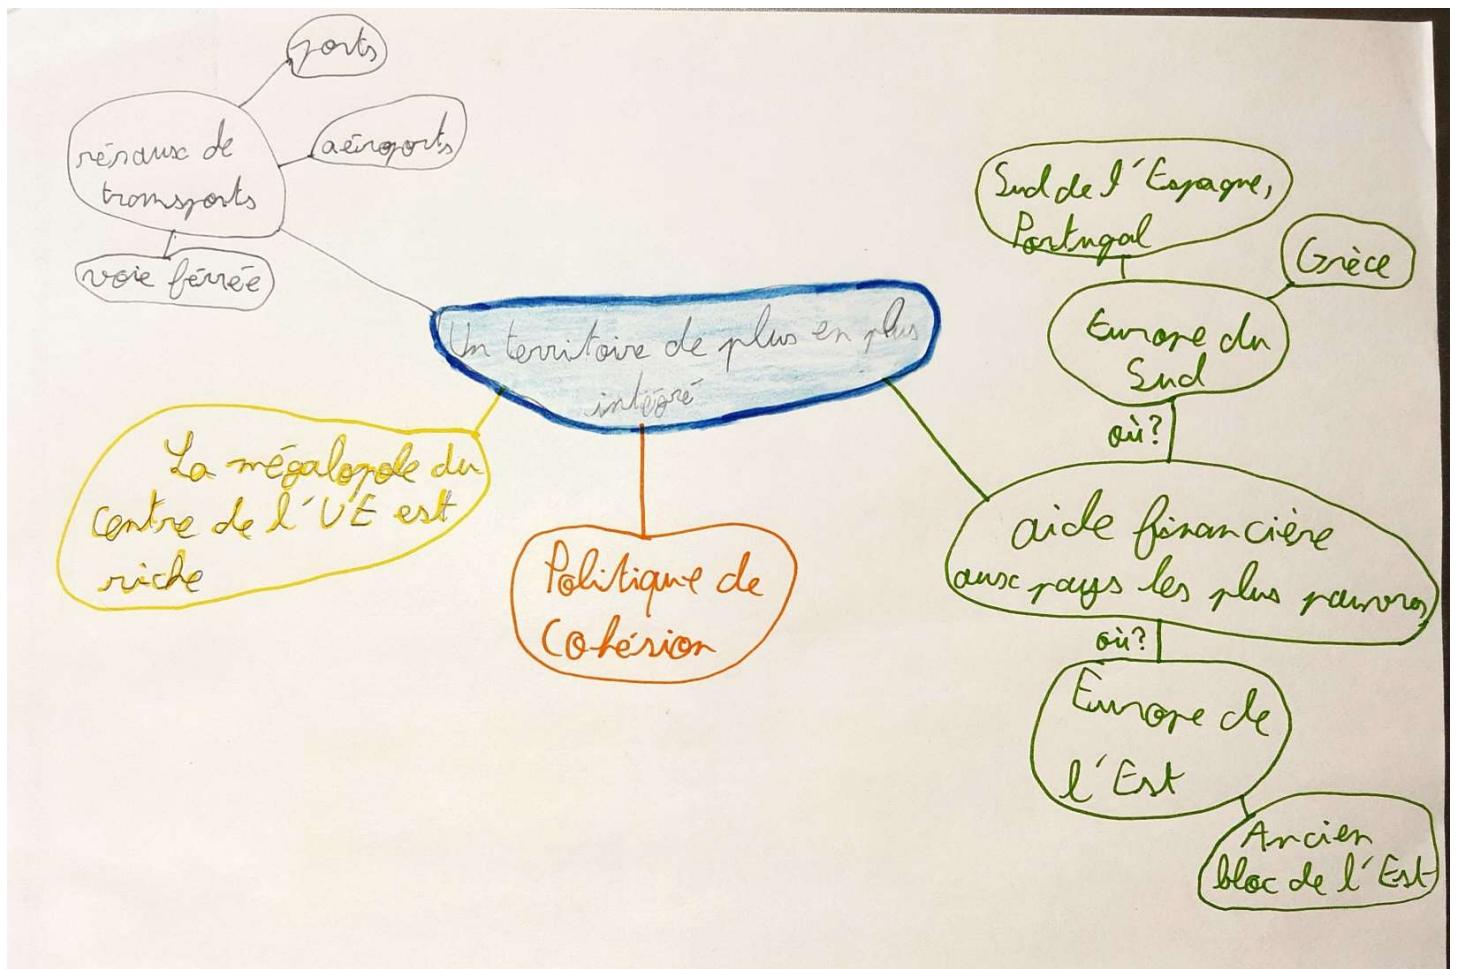 ports
aéroports
résaux de
transports
voie férrée
Un territoire de plus en plus
intégré
La mégalopole du
centre de l'UE est
riche
Politique de
Cohésion
Sud de l'Espagne,
Portugal
Grèce
Europe du
Sud
où?
aide financière
aux pays les plus pauvres
où?
Europe de
l'Est
Ancien
bloc de l'Est